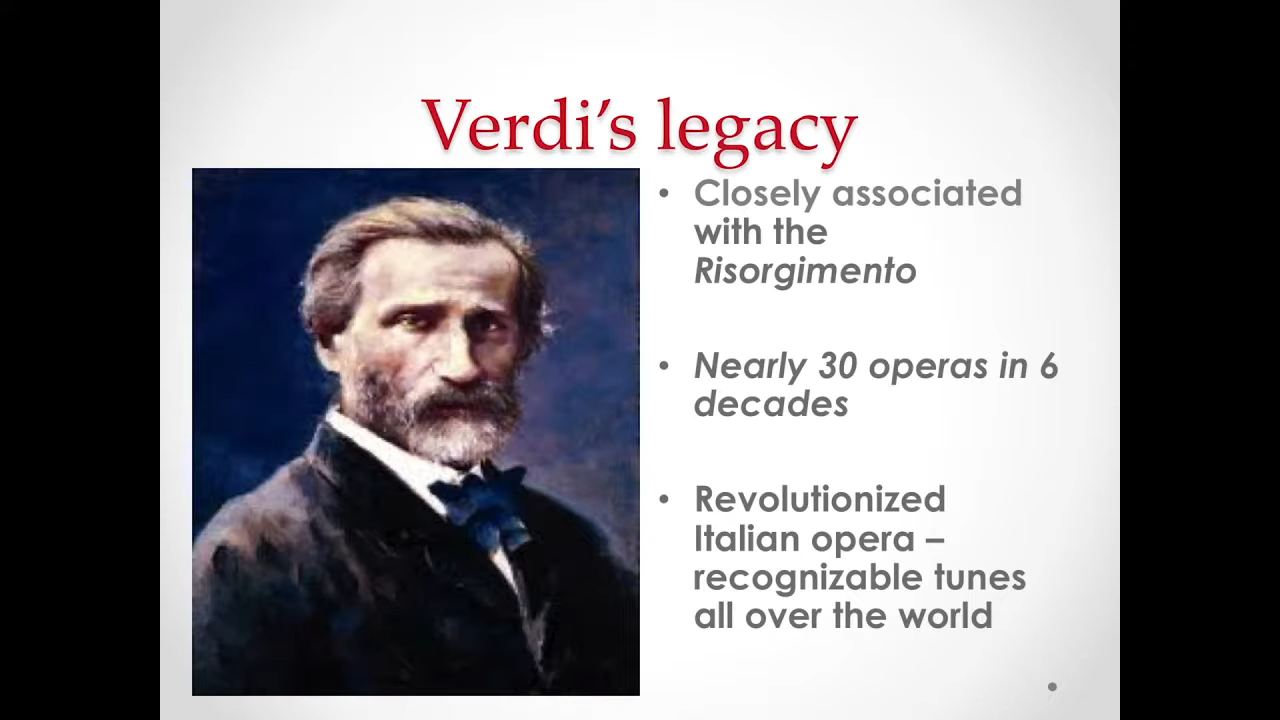 Verdi’s legacy
• Closely associated
with the
Risorgimento
• Nearly 30 operas in 6
decades
• Revolutionized
Italian opera –
recognizable tunes
all over the world